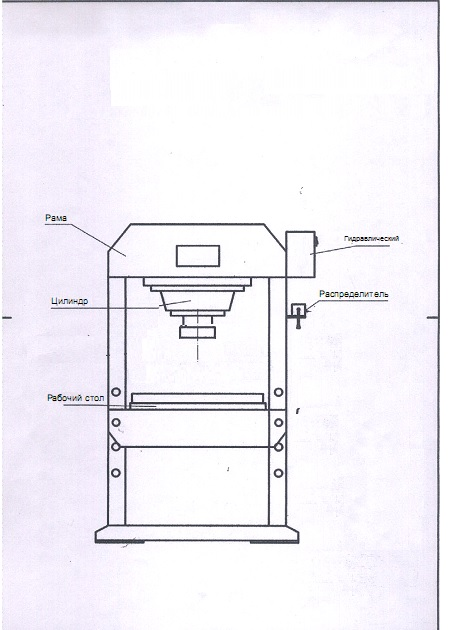 Рама
Гидравлический
Цилиндр
Распределитель
Рабочий стол